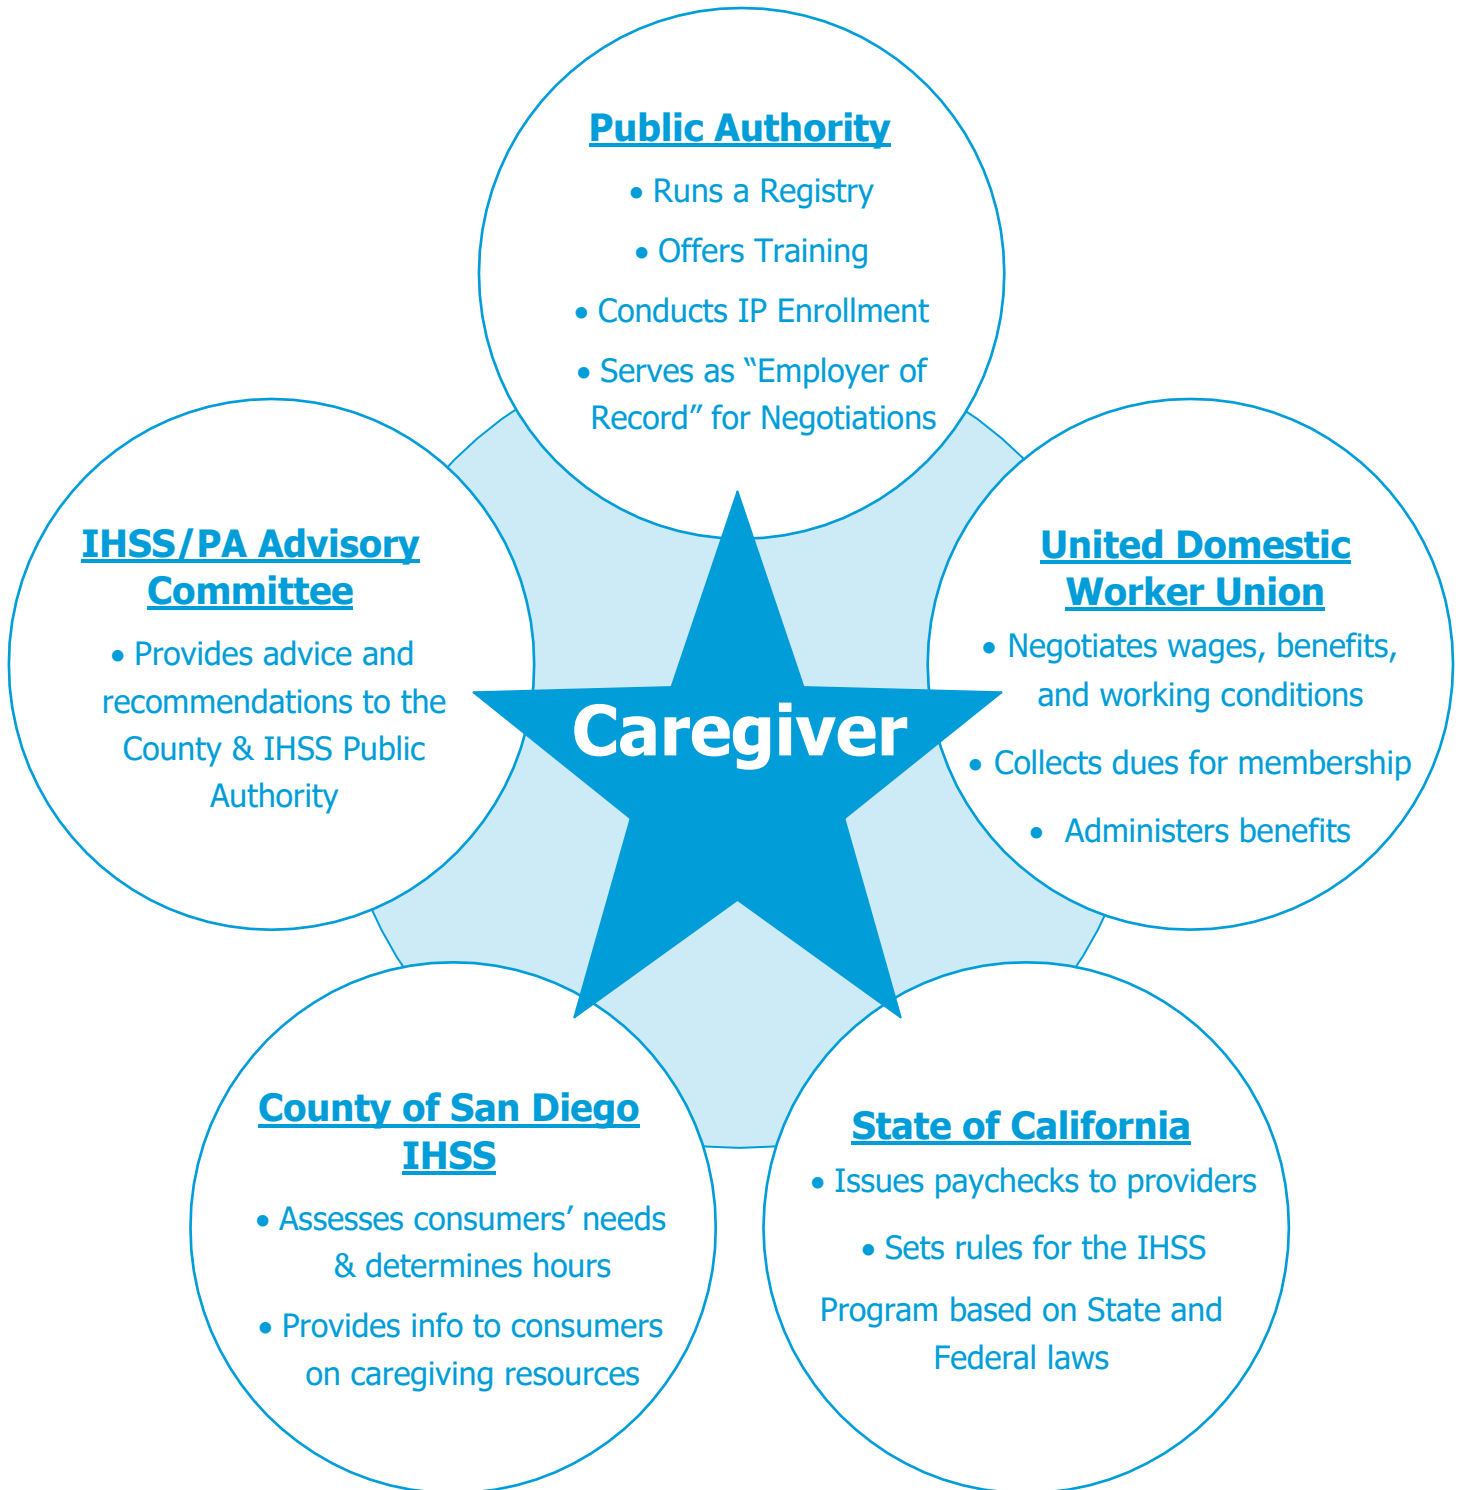 Public Authority
• Runs a Registry
• Offers Training
• Conducts IP Enrollment
• Serves as “Employer of
Record” for Negotiations
IHSS/PA Advisory
Committee
• Provides advice and
recommendations to the
County & IHSS Public
Authority
United Domestic
Worker Union
• Negotiates wages, benefits,
and working conditions
• Collects dues for membership
• Administers benefits
Caregiver
County of San Diego
IHSS
• Assesses consumers’ needs
& determines hours
• Provides info to consumers
on caregiving resources
State of California
• Issues paychecks to providers
• Sets rules for the IHSS
Program based on State and
Federal laws